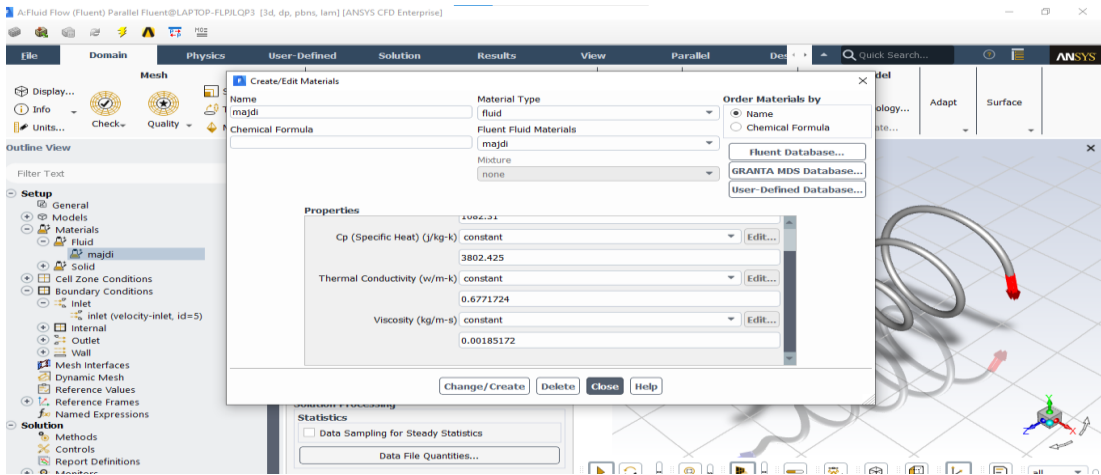 A:Fluid Flow (Fluent) Parallel Fluent@LAPTOP-FLPJLQP3 [3d, dp, pbns, lam] [ANSYS CFD Enterprise]
File Domain Physics User-Defined Solution Results View Parallel Des Quick Search... ANSYS
Mesh
Display...
Info
Units...
Check
Quality
Adapt
Surface
Create/Edit Materials
Name
majdi
Chemical Formula
Material Type
fluid
Fluent Fluid Materials
majdi
Mixture
none
Order Materials by
Name
Chemical Formula
Fluent Database...
GRANTA MDS Database...
User-Defined Database...
Properties
1082.31
Cp (Specific Heat) (j/kg-k) constant Edit...
3802.425
Thermal Conductivity (w/m-k) constant Edit...
0.6771724
Viscosity (kg/m-s) constant Edit...
0.00185172
Change/Create Delete Close Help
Outline View
Filter Text
Setup
General
Models
Materials
Fluid
majdi
Solid
Cell Zone Conditions
Boundary Conditions
Inlet
inlet (velocity-inlet, id=5)
Internal
Outlet
Wall
Mesh Interfaces
Dynamic Mesh
Reference Values
Reference Frames
Named Expressions
Solution
Methods
Controls
Report Definitions
Monitors
Solution Processing
Statistics
Data Sampling for Steady Statistics
Data File Quantities...
all